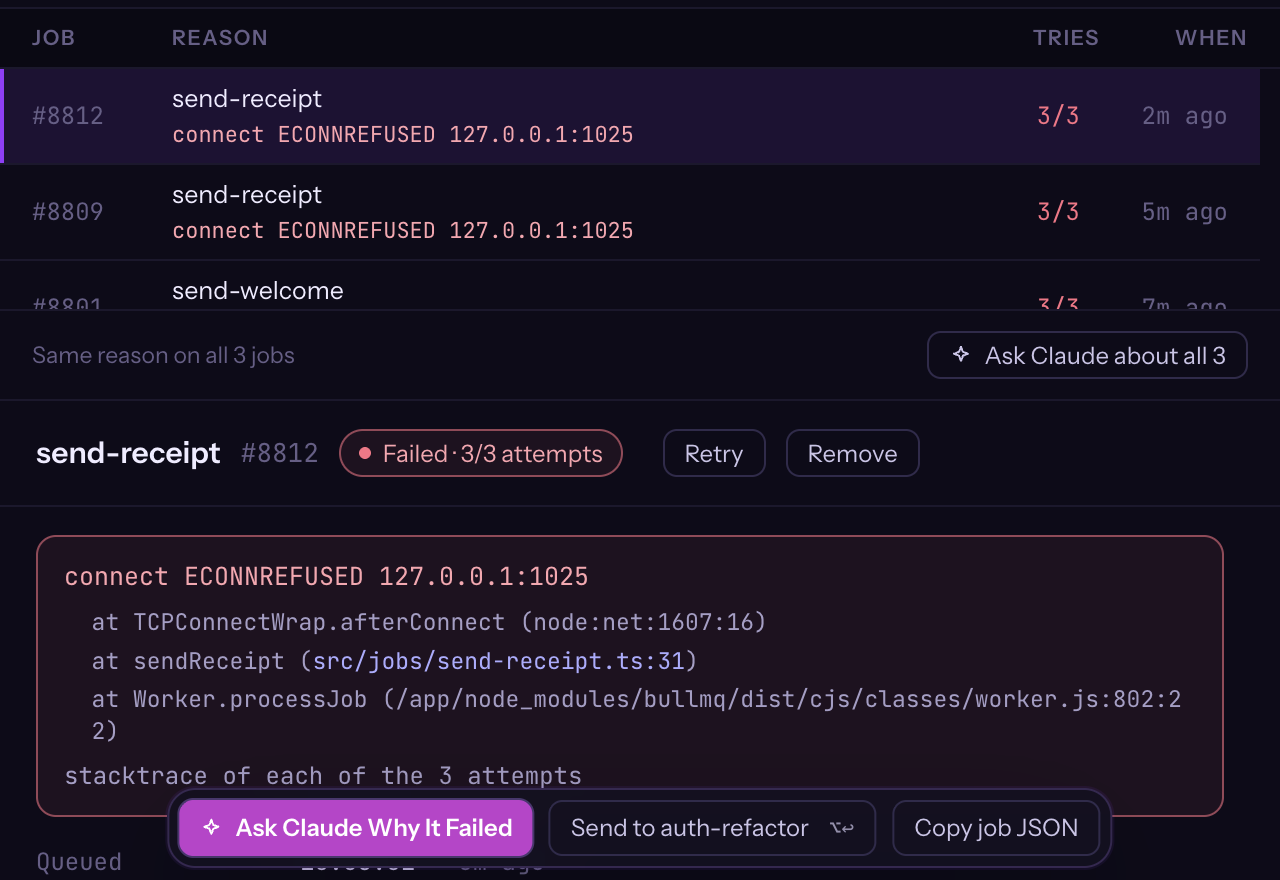 JOB REASON TRIES WHEN
#8812 send-receipt 3/3 2m ago
connect ECONNREFUSED 127.0.0.1:1025
#8809 send-receipt 3/3 5m ago
connect ECONNREFUSED 127.0.0.1:1025
#8801 send-welcome 3/3 7m ago
Same reason on all 3 jobs Ask Claude about all 3
send-receipt #8812 Failed · 3/3 attempts Retry Remove
connect ECONNREFUSED 127.0.0.1:1025
at TCPConnectWrap.afterConnect (node:net:1607:16)
at sendReceipt (src/jobs/send-receipt.ts:31)
at Worker.processJob (/app/node_modules/bullmq/dist/cjs/classes/worker.js:802:2
2)
stacktrace of each of the 3 attempts
Ask Claude Why It Failed Send to auth-refactor ⌥↩ Copy job JSON
Queued